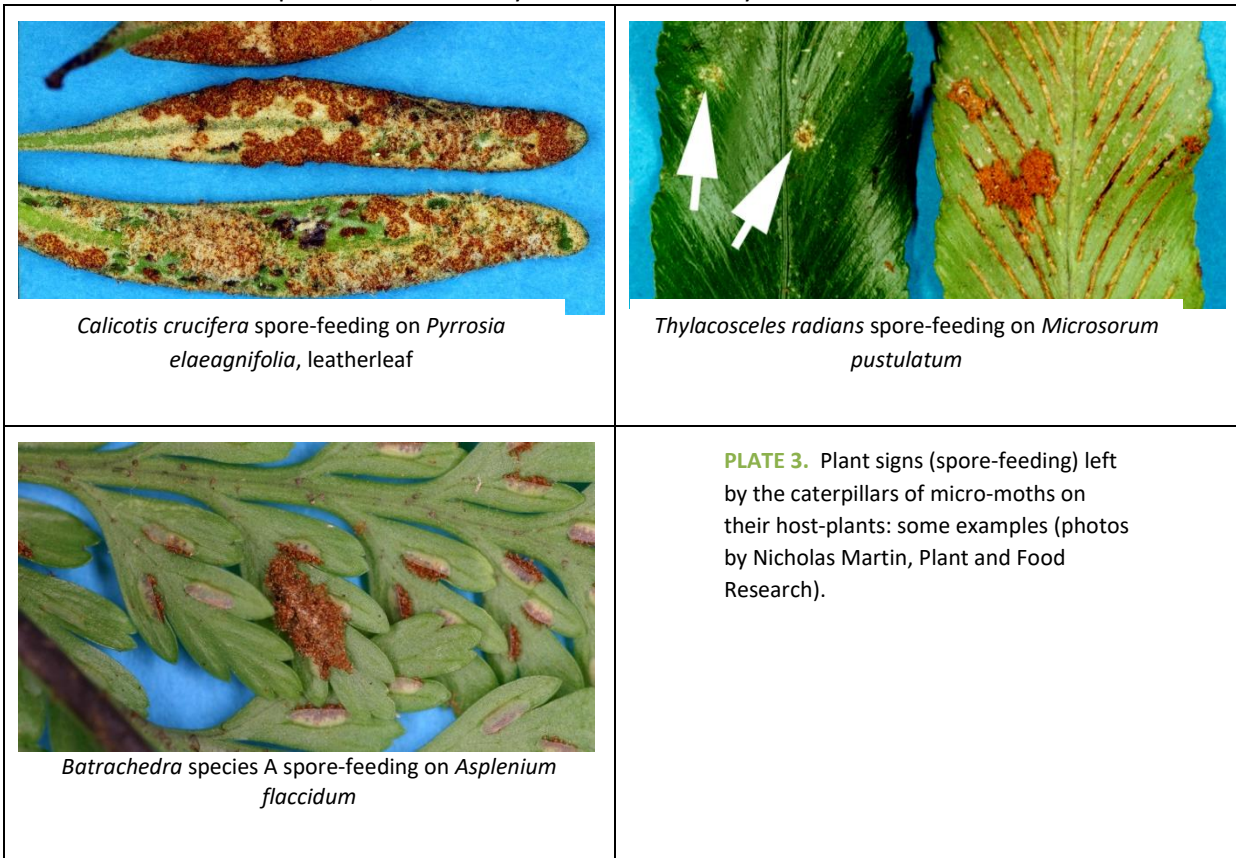 Calicotis crucifera spore-feeding on Pyrrosia
elaeagnifolia, leatherleaf
Thylacosceles radians spore-feeding on Microsorum
pustulatum
Batrachedra species A spore-feeding on Asplenium
flaccidum
PLATE 3. Plant signs (spore-feeding) left
by the caterpillars of micro-moths on
their host-plants: some examples (photos
by Nicholas Martin, Plant and Food
Research).